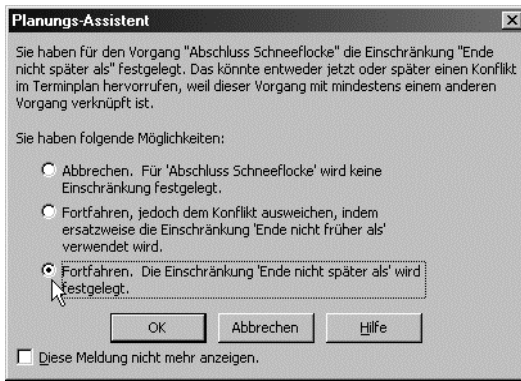 Planungs-Assistent
Sie haben für den Vorgang "Abschluss Schneeflocke" die Einschränkung "Ende
nicht später als" festgelegt. Das könnte entweder jetzt oder später einen Konflikt
im Terminplan hervorrufen, weil dieser Vorgang mit mindestens einem anderen
Vorgang verknüpft ist.
Sie haben folgende Möglichkeiten:
Abbrechen. Für 'Abschluss Schneeflocke' wird keine
Einschränkung festgelegt.
Fortfahren, jedoch dem Konflikt ausweichen, indem
ersatzweise die Einschränkung 'Ende nicht früher als'
verwendet wird.
Fortfahren. Die Einschränkung 'Ende nicht später als' wird
festgelegt.
OK Abbrechen Hilfe
Diese Meldung nicht mehr anzeigen.